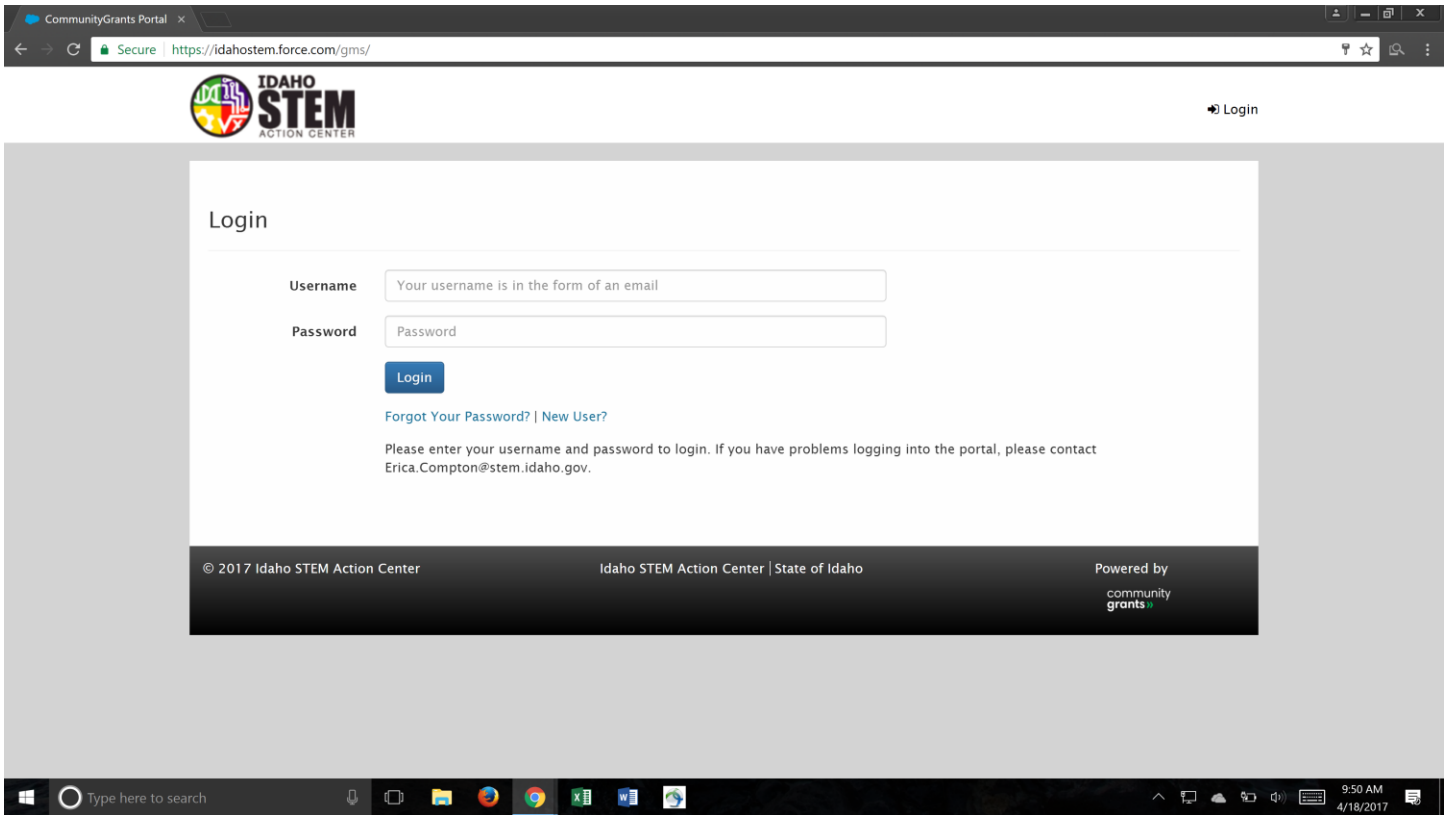 CommunityGrants Portal
Secure https://idahostem.force.com/gms/
IDAHO
STEM
ACTION CENTER
Login
Login
Username Your username is in the form of an email
Password Password
Login
Forgot Your Password? | New User?
Please enter your username and password to login. If you have problems logging into the portal, please contact
Erica.Compton@stem.idaho.gov.
© 2017 Idaho STEM Action Center Idaho STEM Action Center | State of Idaho Powered by
community
grants»
Type here to search
9:50 AM
4/18/2017